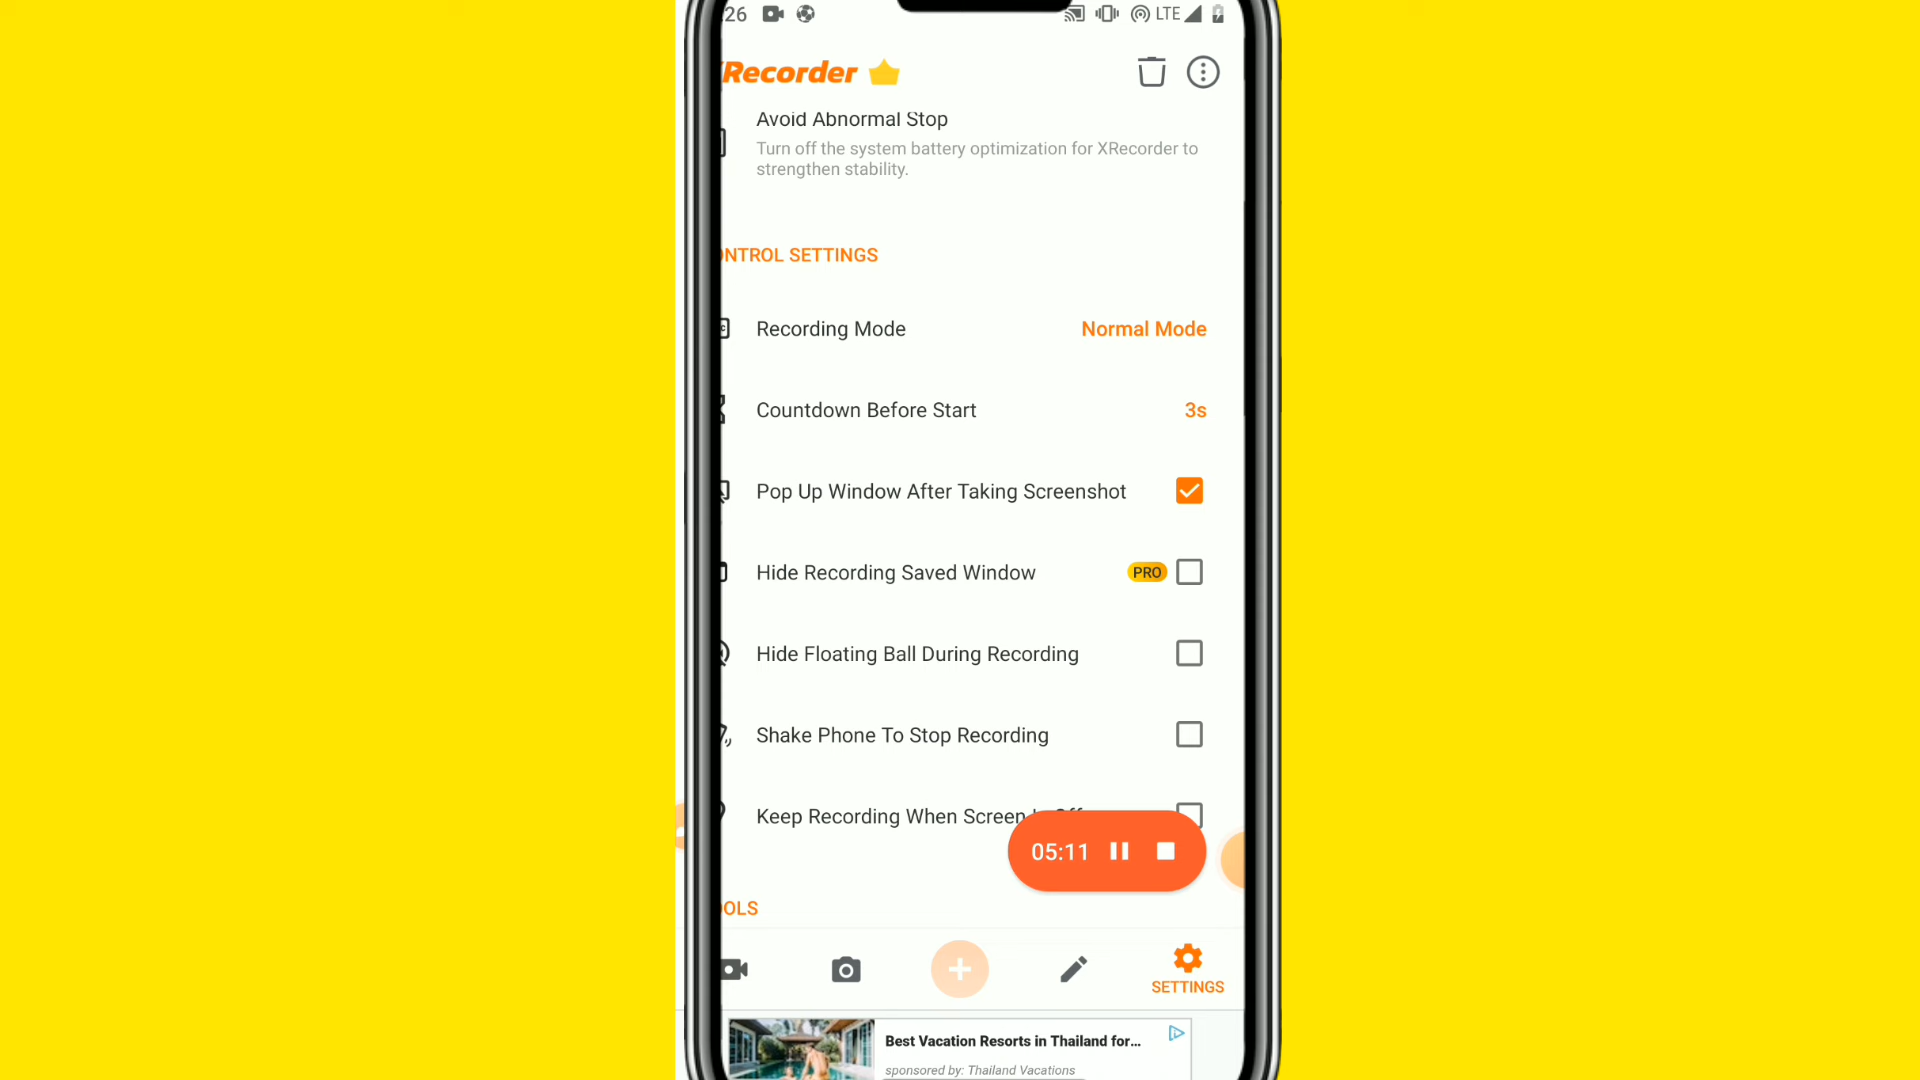 :26 LTE
Recorder
Avoid Abnormal Stop
Turn off the system battery optimization for XRecorder to
strengthen stability.
ONTROL SETTINGS
Recording Mode Normal Mode
Countdown Before Start 3s
Pop Up Window After Taking Screenshot
Hide Recording Saved Window PRO
Hide Floating Ball During Recording
Shake Phone To Stop Recording
Keep Recording When Screen
05:11
OLS
SETTINGS
Best Vacation Resorts in Thailand for...
sponsored by: Thailand Vacations